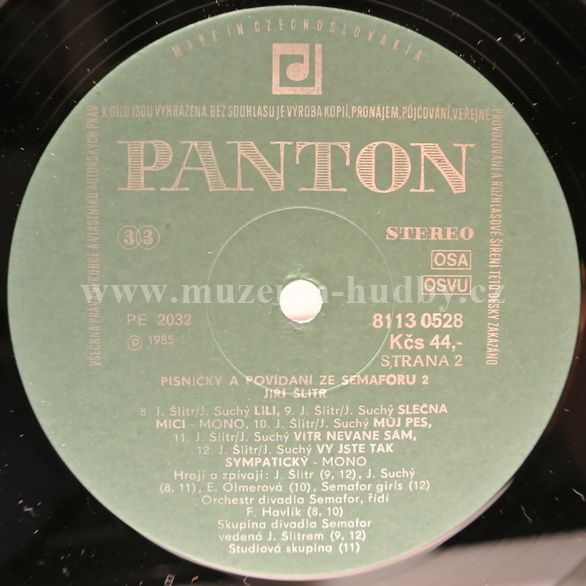 MADE IN CZECHOSLOVAKIA
VŠECHNA PRÁVA VÝROBCE A VLASTNÍKŮ AUTORSKÝCH PRÁV
K DÍLU JSOU VYHRAZENA. BEZ SOUHLASU JE VÝROBA KOPIÍ, PRONÁJEM, PŮJČOVÁNÍ, VEŘEJNÉ
PROVOZOVÁNÍ A ROZHLASOVÉ ŠÍŘENÍ TÉTO DESKY ZAKÁZÁNO
PANTON
33 STEREO
OSA
OSVU
www.muzeum-hudby.cz
PE 2032 8113 0528
Ⓟ 1985 Kčs 44,-
STRANA 2
PÍSNIČKY A POVÍDÁNÍ ZE SEMAFORU 2
JIŘÍ ŠLITR
8. J. Šlitr/J. Suchý LILI, 9. J. Šlitr/J. Suchý SLEČNA
MICI - MONO, 10. J. Šlitr/J. Suchý MŮJ PES,
11. J. Šlitr/J. Suchý VÍTR NEVANE SÁM,
12. J. Šlitr/J. Suchý VY JSTE TAK
SYMPATICKÝ - MONO
Hrají a zpívají: J. Šlitr (9, 12), J. Suchý
(8, 11), E. Olmerová (10), Semafor girls (12)
Orchestr divadla Semafor, řídí
F. Havlík (8, 10)
Skupina divadla Semafor
vedená J. Šlitrem (9, 12)
Studiová skupina (11)